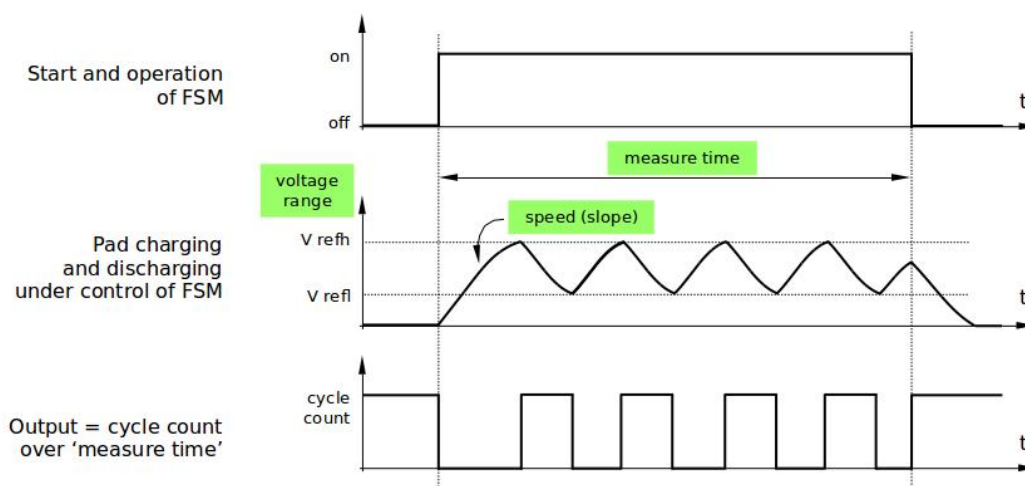 Start and operation
of FSM
on
off
t
measure time
voltage
range
speed (slope)
Pad charging
and discharging
under control of FSM
V refh
V refl
t
Output = cycle count
over ‘measure time’
cycle
count
t